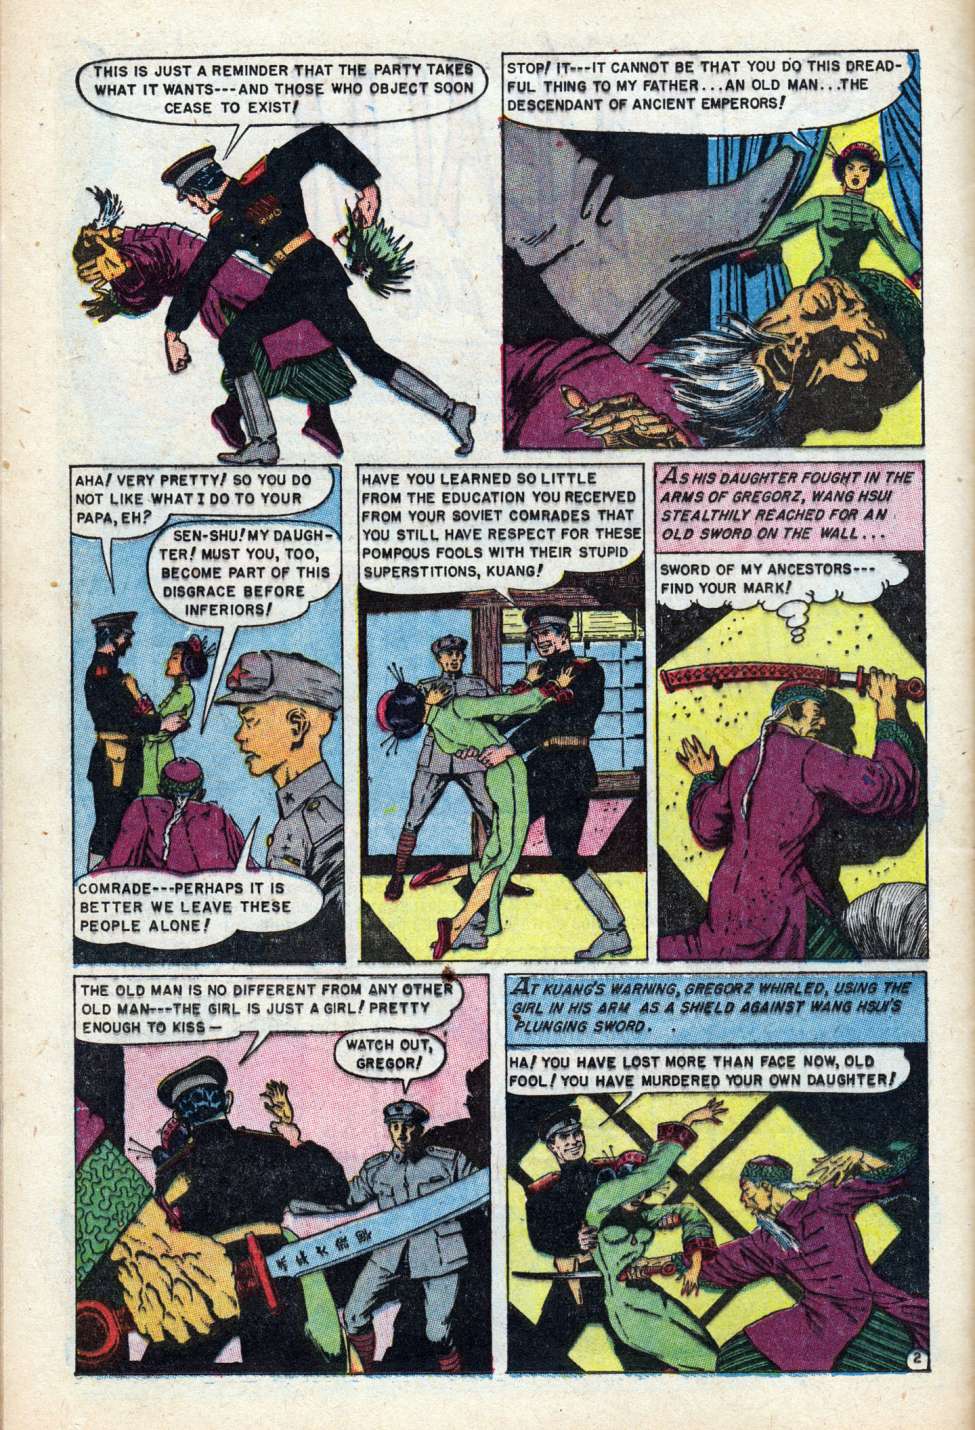 THIS IS JUST A REMINDER THAT THE PARTY TAKES
WHAT IT WANTS---AND THOSE WHO OBJECT SOON
CEASE TO EXIST!
STOP! IT---IT CANNOT BE THAT YOU DO THIS DREAD-
FUL THING TO MY FATHER...AN OLD MAN...THE
DESCENDANT OF ANCIENT EMPERORS!
AHA! VERY PRETTY! SO YOU DO
NOT LIKE WHAT I DO TO YOUR
PAPA, EH?
SEN-SHU! MY DAUGH-
TER! MUST YOU, TOO,
BECOME PART OF THIS
DISGRACE BEFORE
INFERIORS!
COMRADE---PERHAPS IT IS
BETTER WE LEAVE THESE
PEOPLE ALONE!
HAVE YOU LEARNED SO LITTLE
FROM THE EDUCATION YOU RECEIVED
FROM YOUR SOVIET COMRADES THAT
YOU STILL HAVE RESPECT FOR THESE
POMPOUS FOOLS WITH THEIR STUPID
SUPERSTITIONS, KUANG!
AS HIS DAUGHTER FOUGHT IN THE
ARMS OF GREGORZ, WANG HSUI
STEALTHILY REACHED FOR AN
OLD SWORD ON THE WALL...
SWORD OF MY ANCESTORS---
FIND YOUR MARK!
THE OLD MAN IS NO DIFFERENT FROM ANY OTHER
OLD MAN---THE GIRL IS JUST A GIRL! PRETTY
ENOUGH TO KISS—
WATCH OUT,
GREGOR!
AT KUANG'S WARNING, GREGORZ WHIRLED, USING THE
GIRL IN HIS ARM AS A SHIELD AGAINST WANG HSUI'S
PLUNGING SWORD.
HA! YOU HAVE LOST MORE THAN FACE NOW, OLD
FOOL! YOU HAVE MURDERED YOUR OWN DAUGHTER!
2